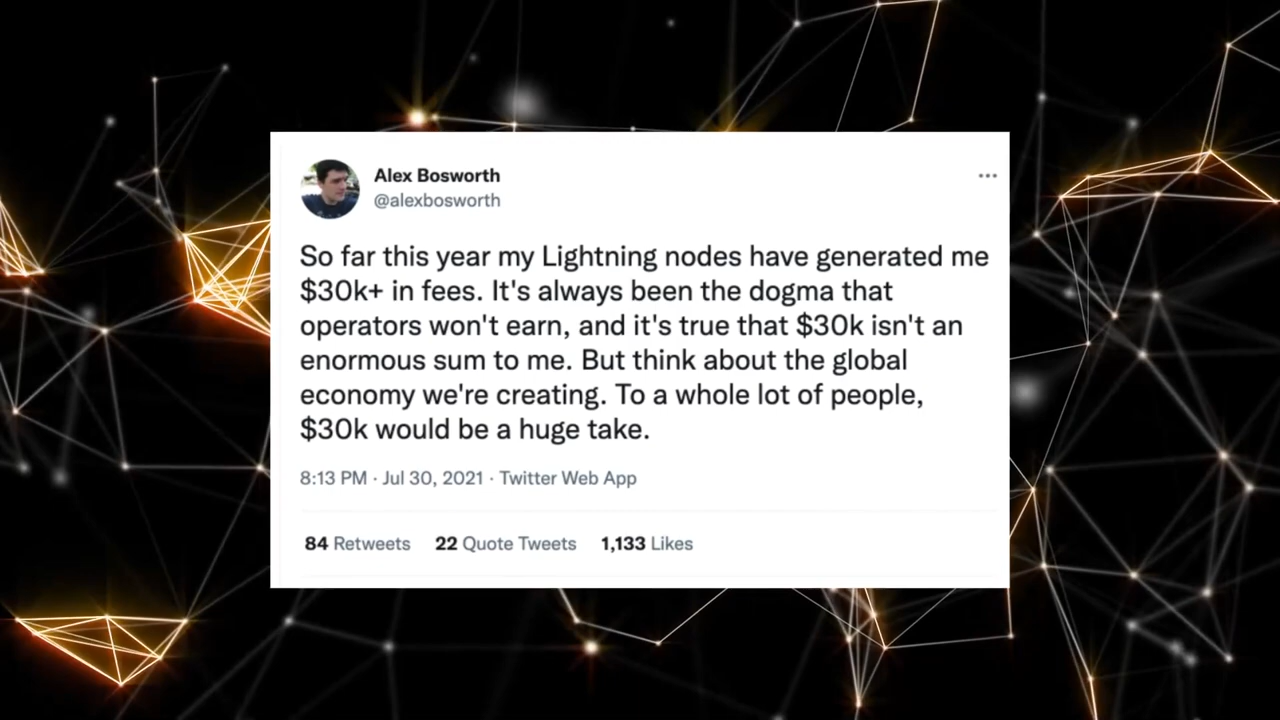 Alex Bosworth
@alexbosworth
So far this year my Lightning nodes have generated me
$30k+ in fees. It's always been the dogma that
operators won't earn, and it's true that $30k isn't an
enormous sum to me. But think about the global
economy we're creating. To a whole lot of people,
$30k would be a huge take.
8:13 PM · Jul 30, 2021 · Twitter Web App
84 Retweets 22 Quote Tweets 1,133 Likes